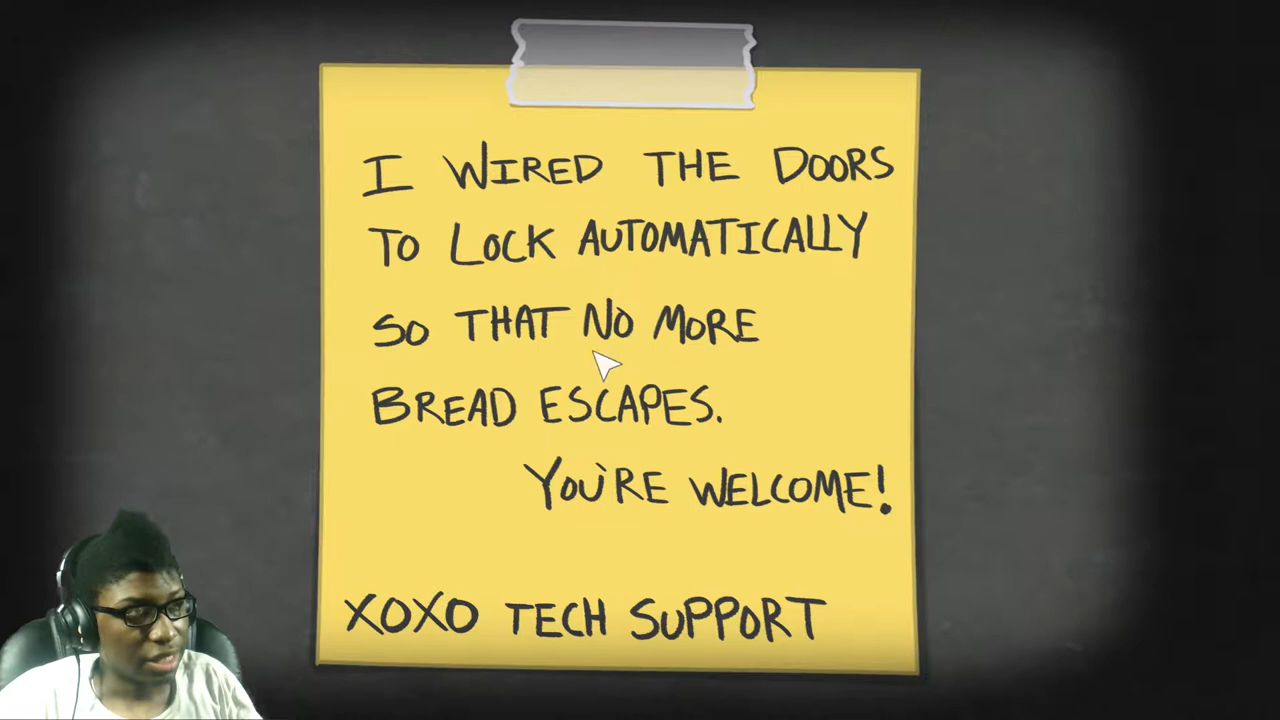 I WIRED THE DOORS
TO LOCK AUTOMATICALLY
SO THAT NO MORE
BREAD ESCAPES.
YOU'RE WELCOME!
XOXO TECH SUPPORT